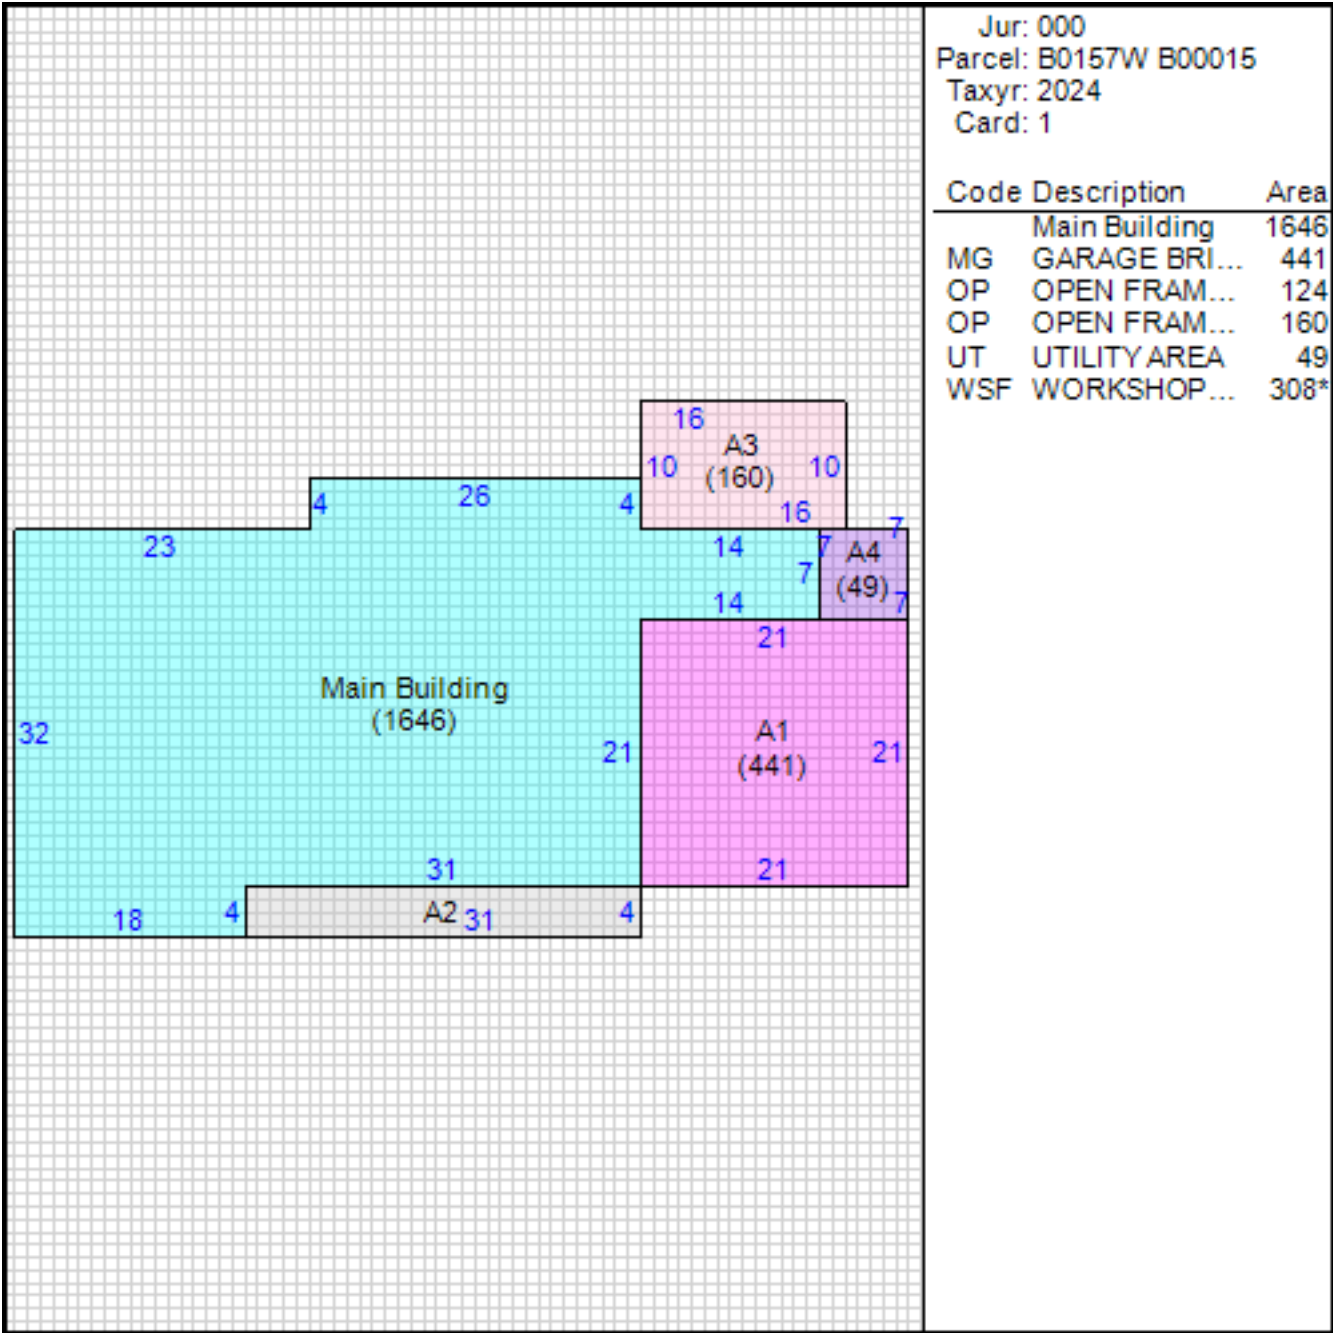 Jur: 000
Parcel: B0157W B00015
Taxyr: 2024
Card: 1
Code Description Area
Main Building 1646
MG GARAGE BRI... 441
OP OPEN FRAM... 124
OP OPEN FRAM... 160
UT UTILITY AREA 49
WSF WORKSHOP... 308*
16
A3
10 (160) 10
4 26 4 16
23 14 7 A4 7
7 (49) 7
14
21
Main Building
(1646)
32 21 A1 21
(441)
31 21
18 4 A2 31 4